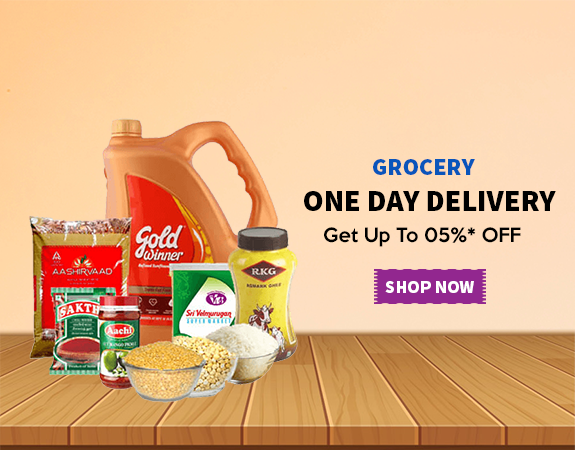 GROCERY
ONE DAY DELIVERY
Get Up To 05%* OFF
SHOP NOW
Gold
Winner
AASHIRVAAD
SAKTHI
Aachi
Sri Velmurugan
SUPER MARKET
RKG